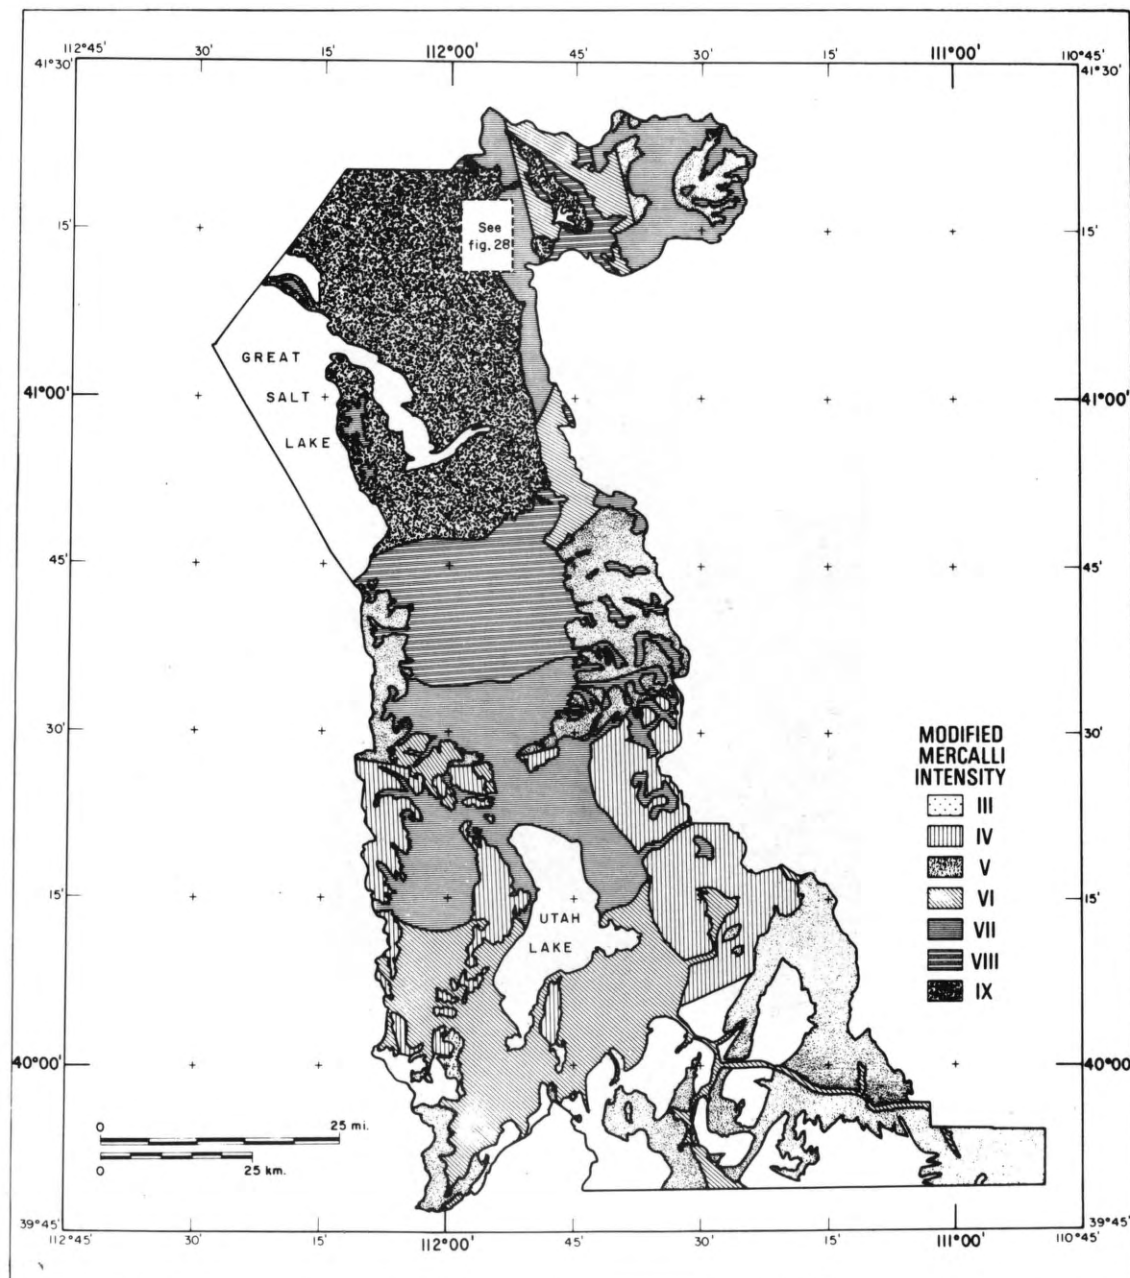 112°45' 30' 15' 112°00' 45' 30' 15' 111°00' 110°45'
41°30' 41°30'
15' 15'
See
fig. 28
GREAT
SALT
LAKE
41°00' 41°00'
45' 45'
30' 30'
MODIFIED
MERCALLI
INTENSITY
III
IV
V
VI
VII
VIII
IX
15' 15'
UTAH
LAKE
40°00' 40°00'
0 25 mi.
0 25 km.
39°45' 39°45'
112°45' 30' 15' 112°00' 45' 30' 15' 111°00' 110°45'